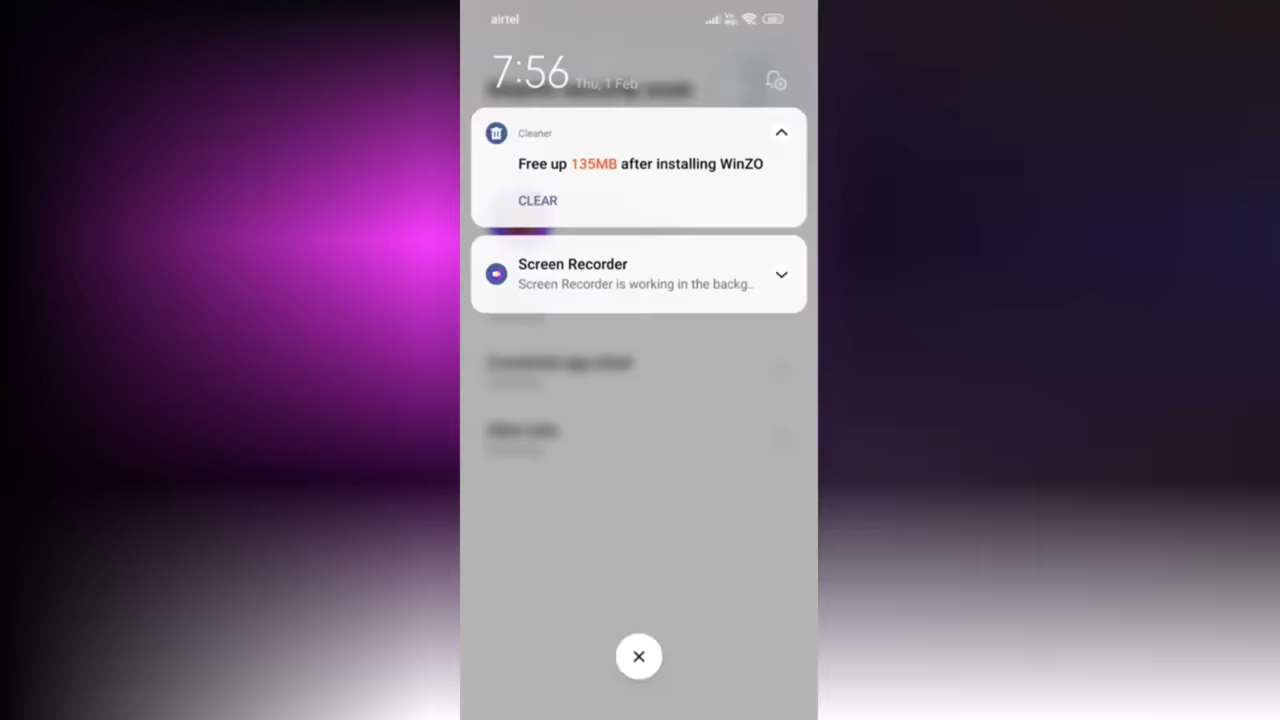 airtel
7:56 Thu, 1 Feb
Cleaner
Free up 135MB after installing WinZO
CLEAR
Screen Recorder
Screen Recorder is working in the backg..